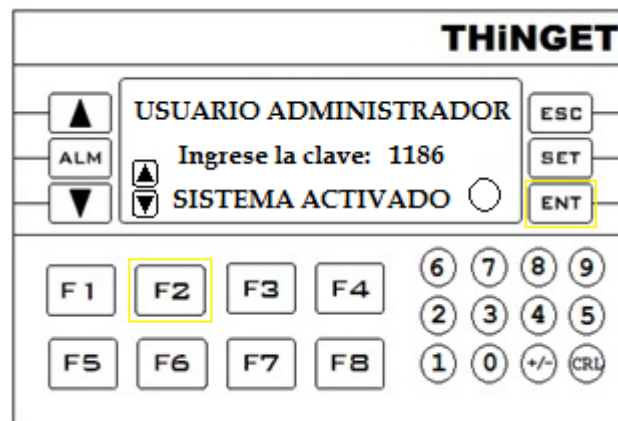 THiNGET
USUARIO ADMINISTRADOR
ESC
ALM
Ingrese la clave: 1186
SET
SISTEMA ACTIVADO
ENT
F1 F2 F3 F4
6 7 8 9
2 3 4 5
F5 F6 F7 F8
1 0 +/- CRL